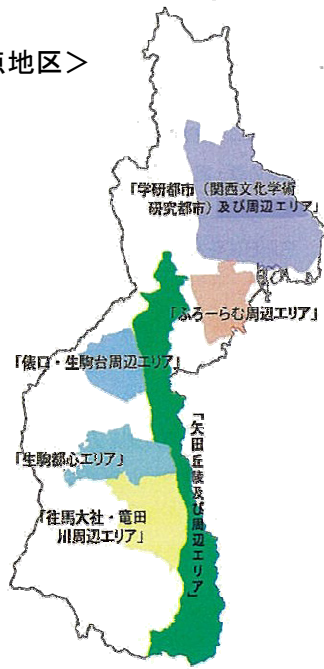 点地区＞
「学研都市（関西文化学術
研究都市）及び周辺エリア」
「ふろーらむ周辺エリア」
「俵口・生駒台周辺エリア」
「生駒都心エリア」
「矢田丘陵及び周辺エリア」
「往馬大社・竜田
川周辺エリア」